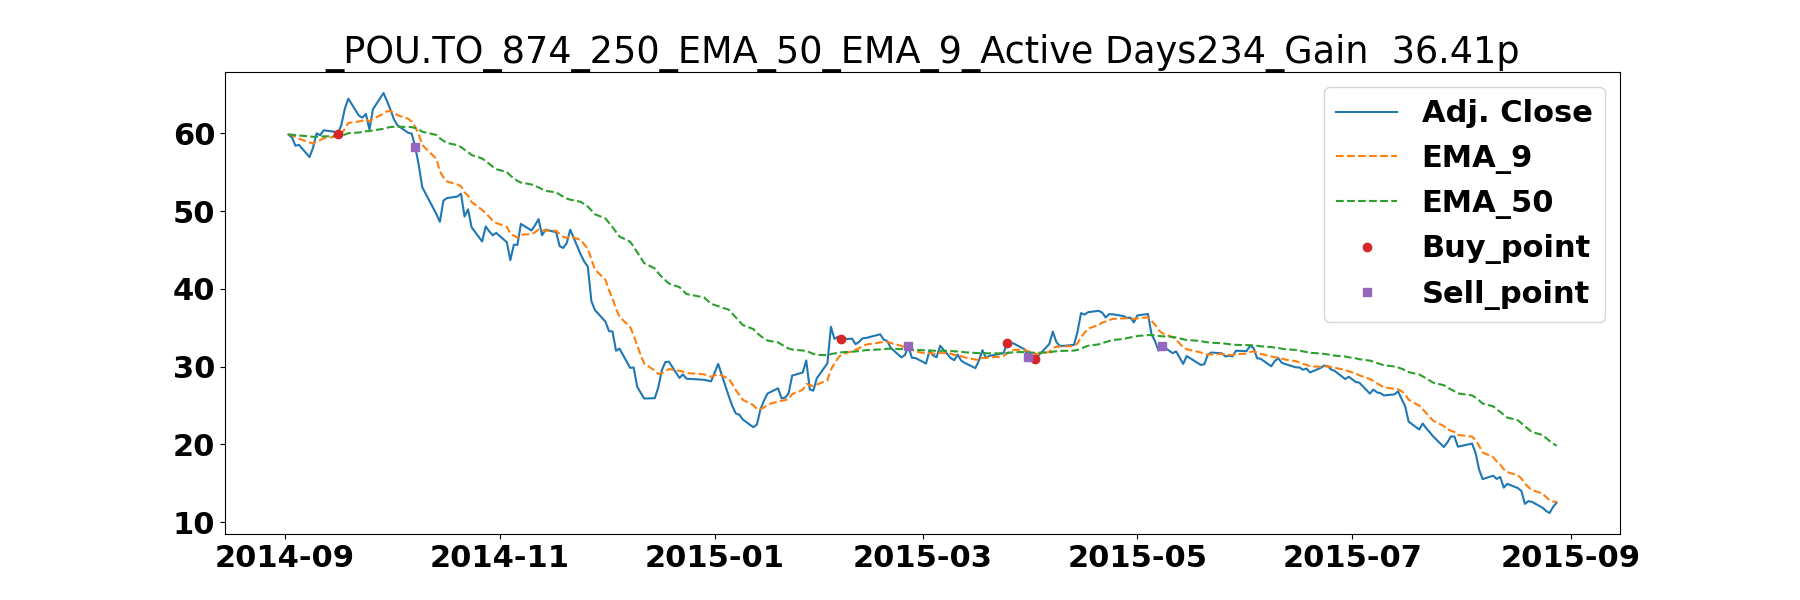 _POU.TO_874_250_EMA_50_EMA_9_Active Days234_Gain  36.41p
Adj. Close
EMA_9
EMA_50
Buy_point
Sell_point
60
50
40
30
20
10
2014-09 2014-11 2015-01 2015-03 2015-05 2015-07 2015-09